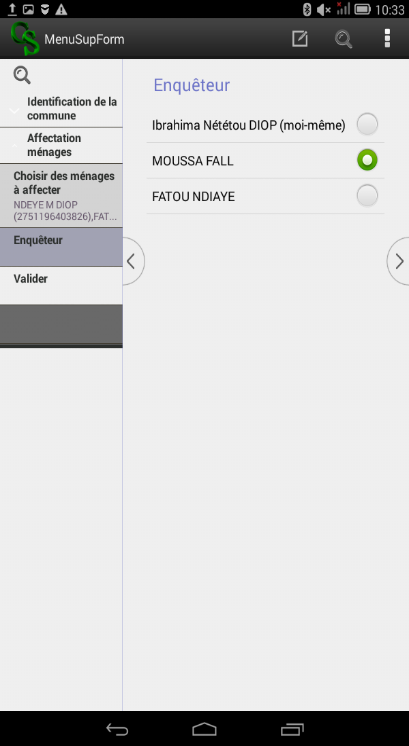 10:33
MenuSupForm
Identification de la
commune
Affectation
ménages
Choisir des ménages
à affecter
NDEYE M DIOP
(2751196403826),FAT...
Enquêteur
Valider
Enquêteur
Ibrahima Nététou DIOP (moi-même)
MOUSSA FALL
FATOU NDIAYE